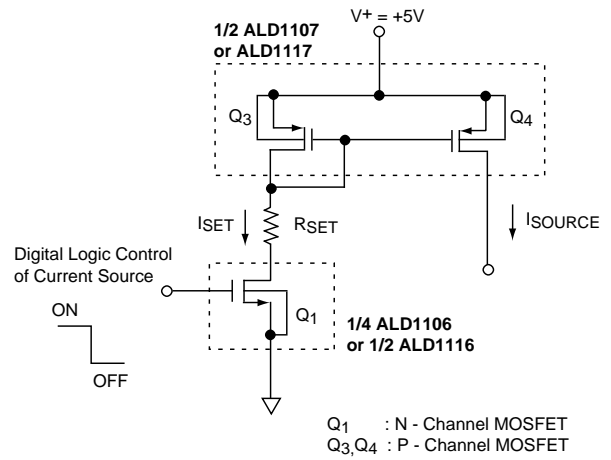 V+ = +5V
1/2 ALD1107
or ALD1117
Q3
Q4
ISET
RSET
ISOURCE
Digital Logic Control
of Current Source
ON
OFF
Q1
1/4 ALD1106
or 1/2 ALD1116
Q1 : N - Channel MOSFET
Q3,Q4 : P - Channel MOSFET